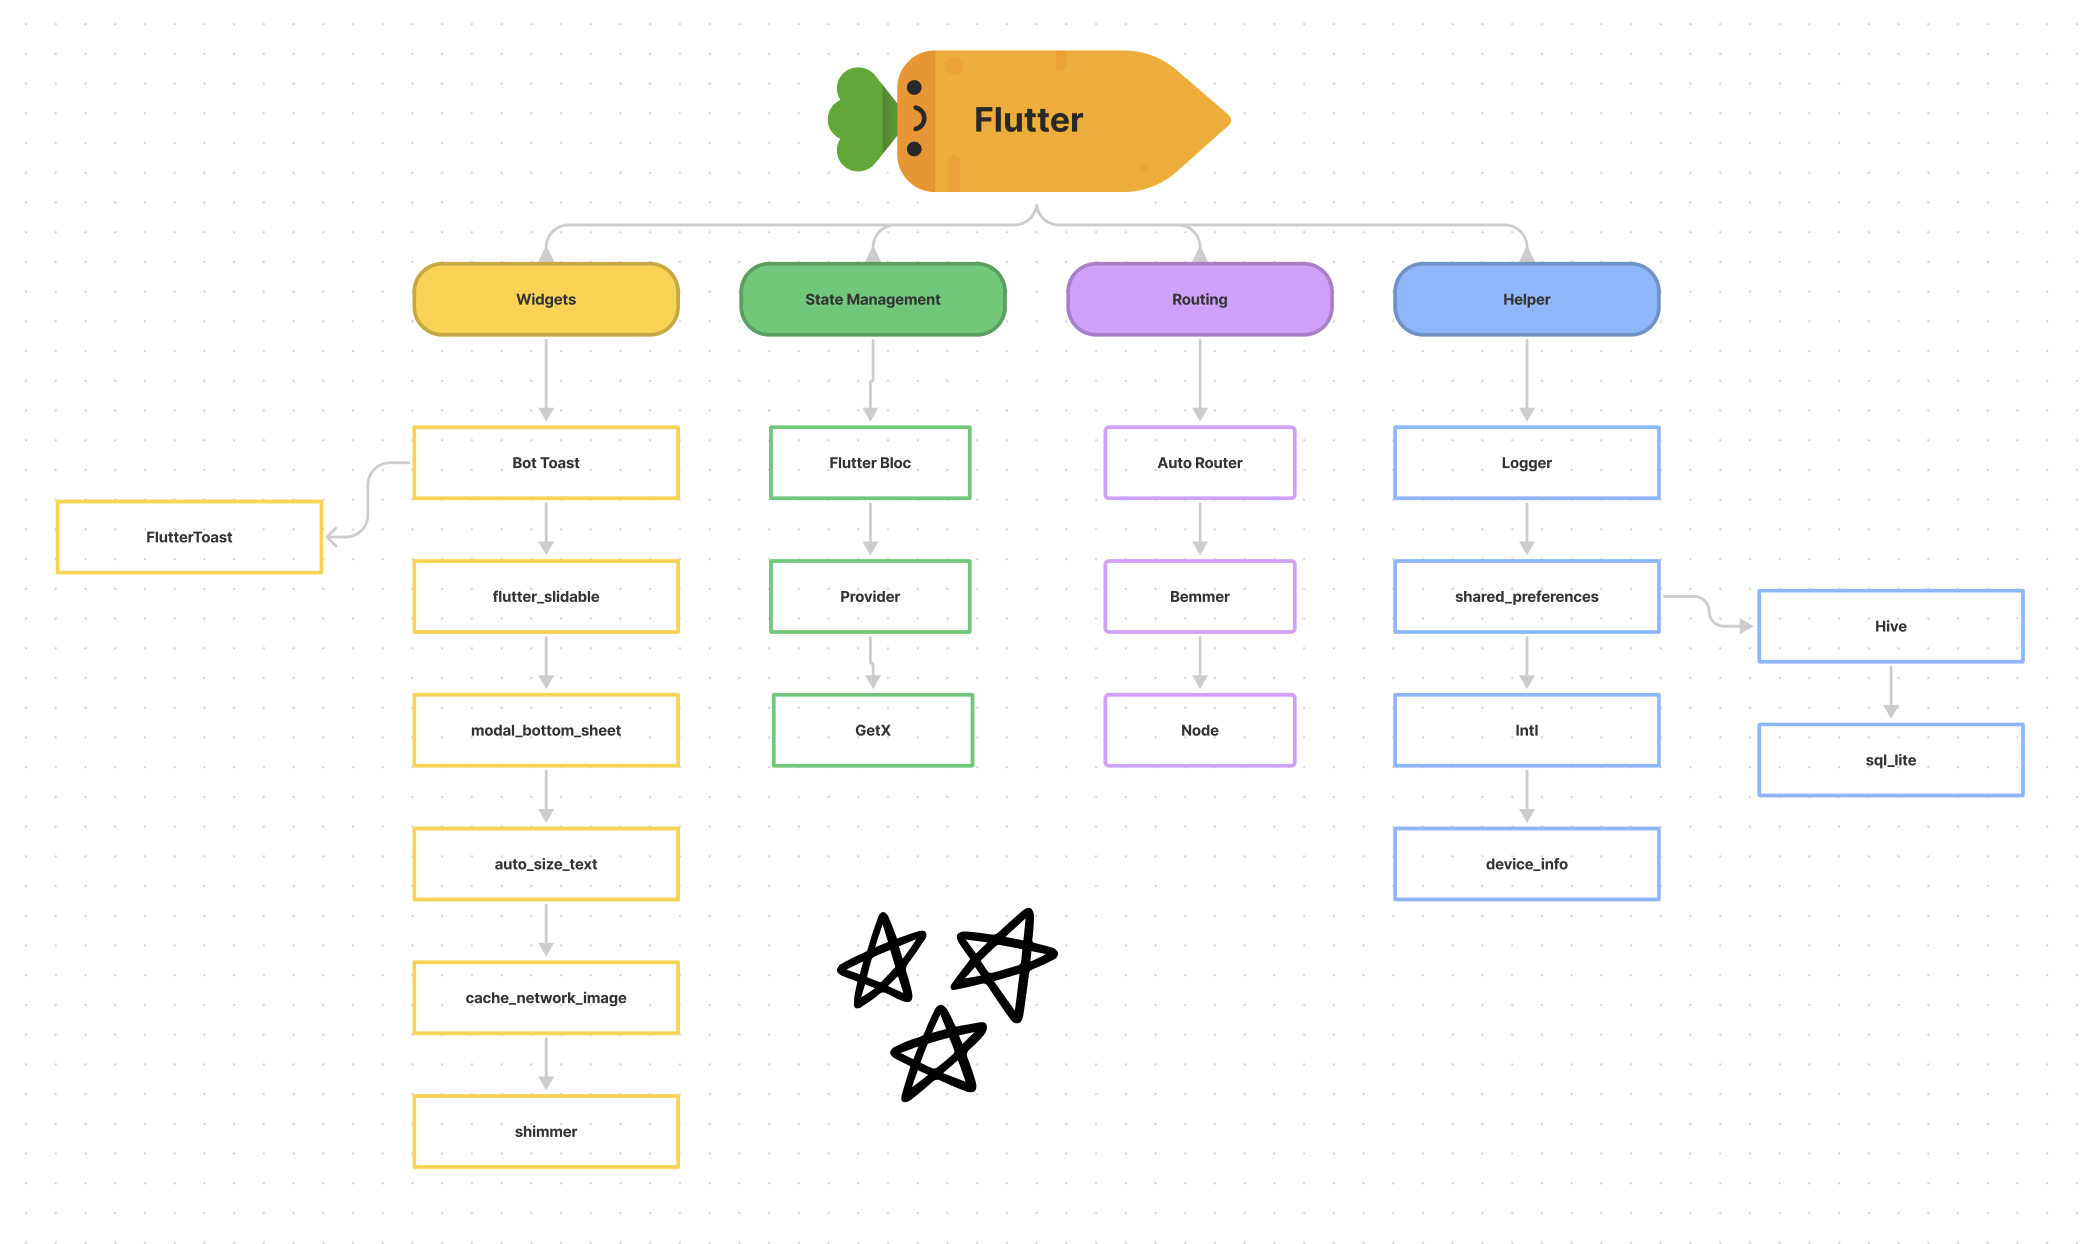 Flutter
Widgets
State Management
Routing
Helper
Bot Toast
Flutter Bloc
Auto Router
Logger
FlutterToast
flutter_slidable
Provider
Bemmer
shared_preferences
Hive
modal_bottom_sheet
GetX
Node
Intl
sql_lite
auto_size_text
device_info
cache_network_image
shimmer